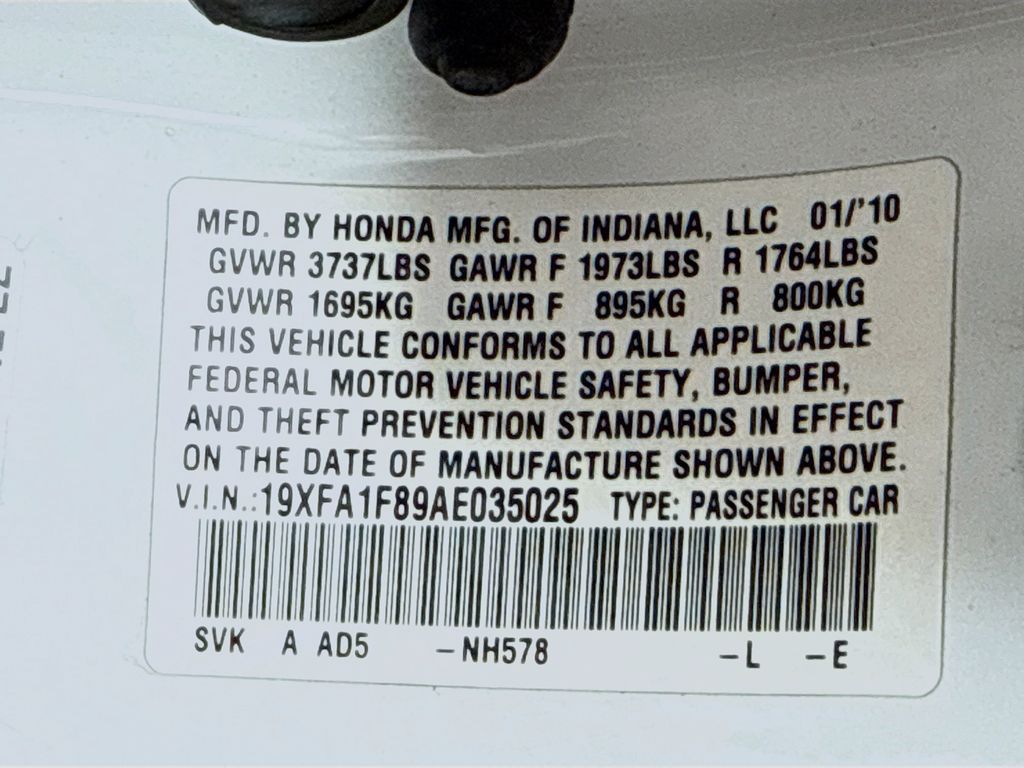 MFD. BY HONDA MFG. OF INDIANA, LLC 01/'10
GVWR 3737LBS GAWR F 1973LBS R 1764LBS
GVWR 1695KG GAWR F 895KG R 800KG
THIS VEHICLE CONFORMS TO ALL APPLICABLE
FEDERAL MOTOR VEHICLE SAFETY, BUMPER,
AND THEFT PREVENTION STANDARDS IN EFFECT
ON THE DATE OF MANUFACTURE SHOWN ABOVE.
V.I.N.:19XFA1F89AE035025 TYPE: PASSENGER CAR
SVK A AD5 -NH578 -L -E